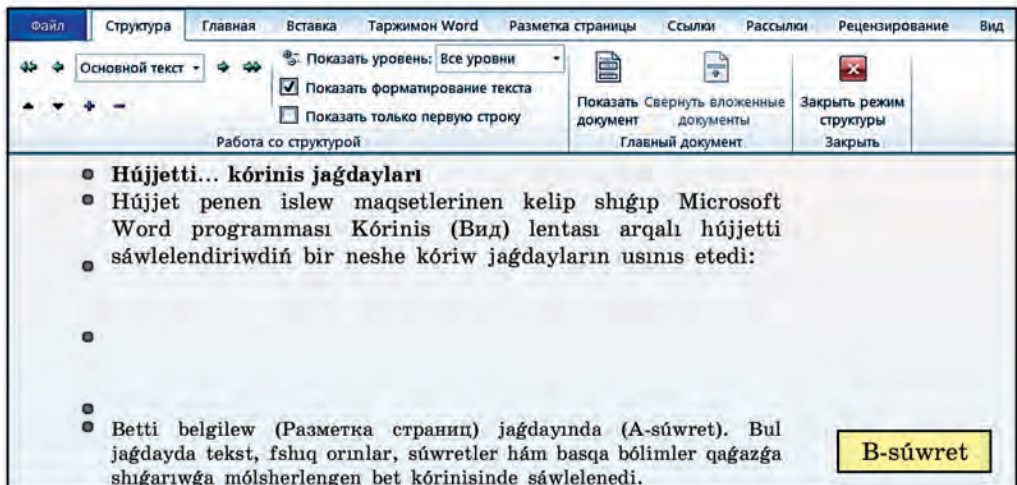 Файл Структура Главная Вставка Таржимон Word Разметка страницы Ссылки Рассылки Рецензирование Вид
Основной текст
Показать уровень: Все уровни
Показать форматирование текста
Показать только первую строку
Работа со структурой
Показать документ
Свернуть вложенные документы
Главный документ
Закрыть режим структуры
Закрыть
Hújjetti... kórinis jaǵdayları
Hújjet penen islew maqsetlerinen kelip shıǵıp Microsoft
Word programması Kórinis (Вид) lentası arqalı hújjetti
sáwlelendiriwdiń bir neshe kóriw jaǵdayların usınıs etedi:
Betti belgilew (Разметка страниц) jaǵdayında (A-súwret). Bul
jaǵdayda tekst, fshıq orınlar, súwretler hám basqa bólimler qaǵazǵa
shıǵarıwǵa mólsherlengen bet kórinisinde sáwlelenedi.
B-súwret